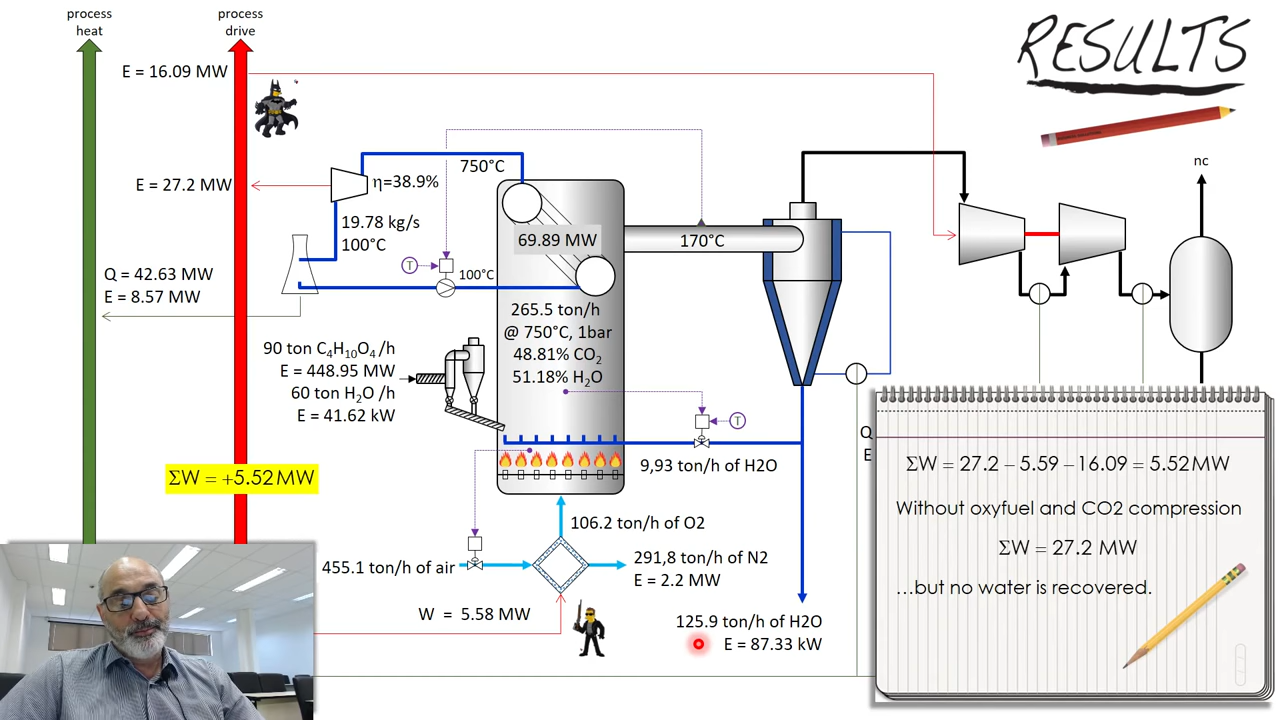 process
heat
process
drive
RESULTS
E = 16.09 MW
nc
750°C
E = 27.2 MW
η=38.9%
19.78 kg/s
100°C
69.89 MW
170°C
T
100°C
Q = 42.63 MW
E = 8.57 MW
265.5 ton/h
@ 750°C, 1bar
48.81% CO2
51.18% H2O
90 ton C4H10O4 /h
E = 448.95 MW
60 ton H2O /h
E = 41.62 kW
T
Q
E
9,93 ton/h of H2O
ΣW = +5.52 MW
106.2 ton/h of O2
455.1 ton/h of air
291,8 ton/h of N2
E = 2.2 MW
W = 5.58 MW
125.9 ton/h of H2O
E = 87.33 kW
ΣW = 27.2 – 5.59 – 16.09 = 5.52MW
Without oxyfuel and CO2 compression
ΣW = 27.2 MW
…but no water is recovered.